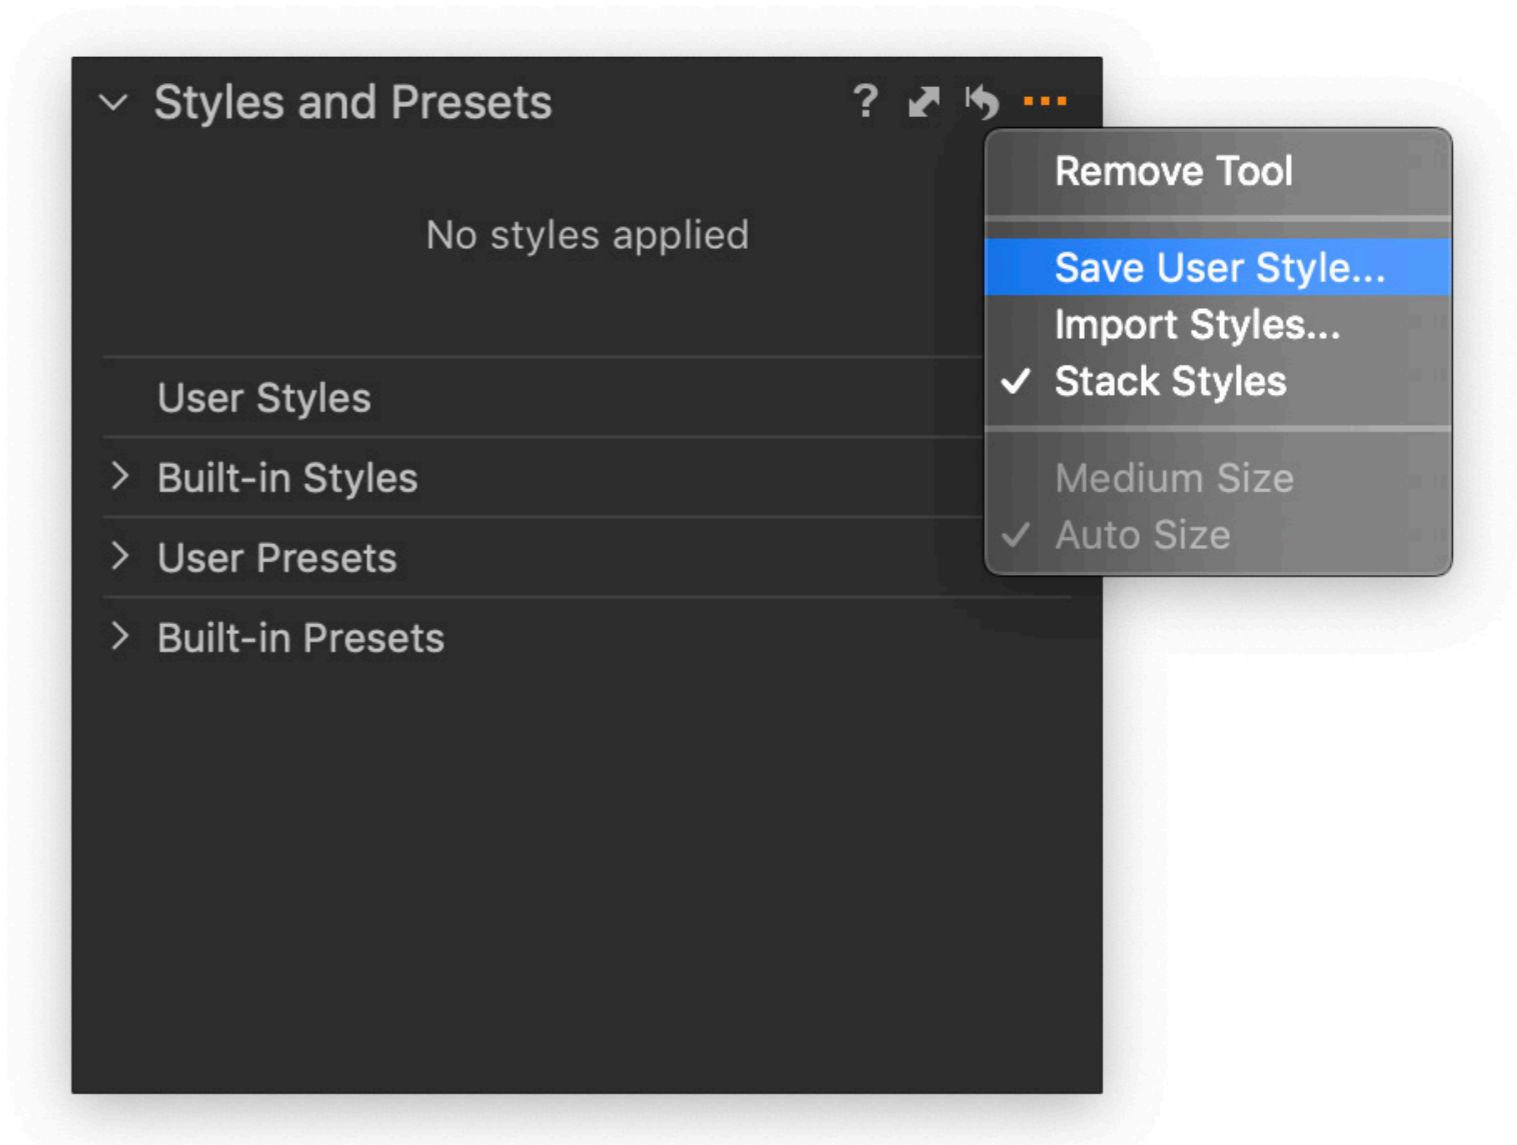 Styles and Presets
?
Remove Tool
No styles applied
Save User Style...
Import Styles...
Stack Styles
User Styles
Built-in Styles
Medium Size
Auto Size
User Presets
Built-in Presets